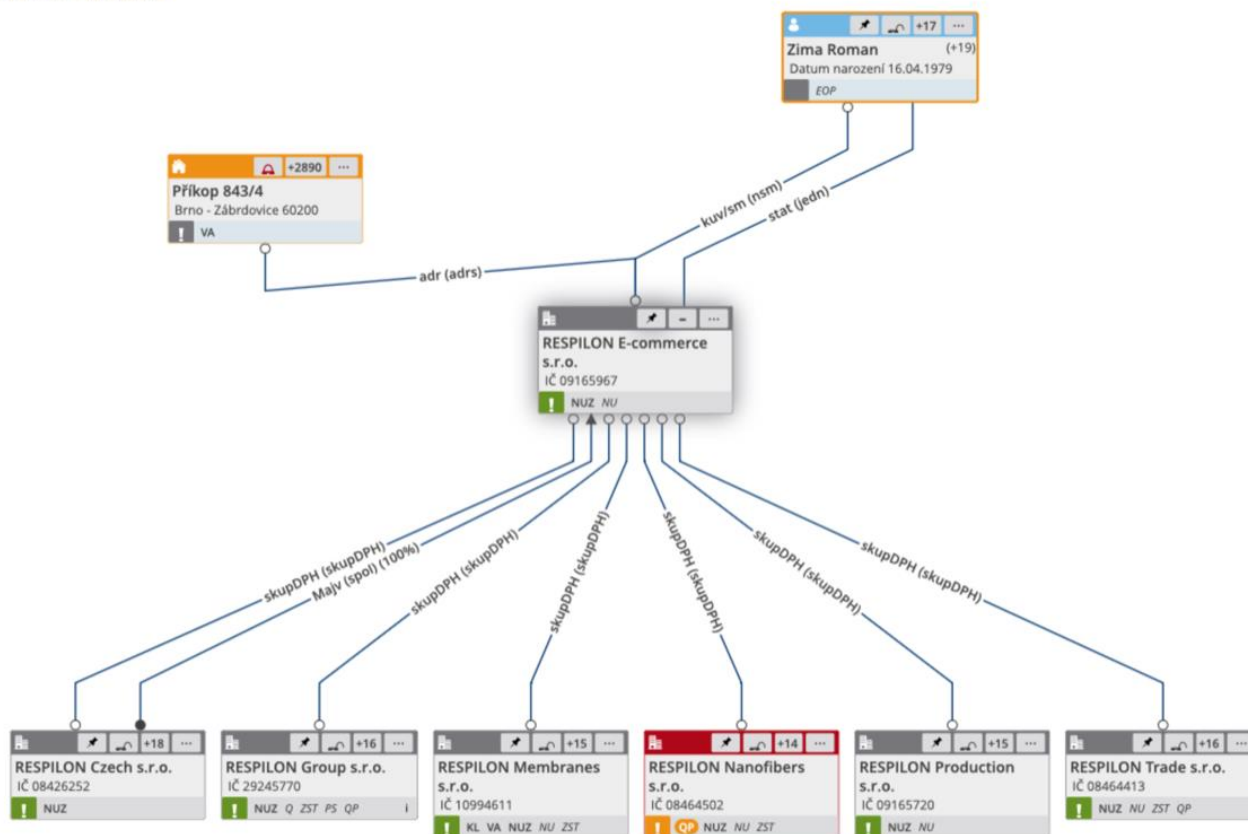 +17 ...
Zima Roman (+19)
Datum narození 16.04.1979
EOP
+2890 ...
Příkop 843/4
Brno - Zábrdovice 60200
! VA
kuv/sm (nsm)
stat (jedn)
adr (adrs)
– ...
RESPILON E-commerce
s.r.o.
IČ 09165967
! NUZ NU
skupDPH (skupDPH)
Majv (spol) (100%)
skupDPH (skupDPH)
skupDPH (skupDPH)
skupDPH (skupDPH)
skupDPH (skupDPH)
skupDPH (skupDPH)
+18 ...
RESPILON Czech s.r.o.
IČ 08426252
! NUZ
+16 ...
RESPILON Group s.r.o.
IČ 29245770
! NUZ Q ZST PS QP i
+15 ...
RESPILON Membranes
s.r.o.
IČ 10994611
! KL VA NUZ NU ZST
+14 ...
RESPILON Nanofibers
s.r.o.
IČ 08464502
! QP NUZ NU ZST
+15 ...
RESPILON Production
s.r.o.
IČ 09165720
! NUZ NU
+16 ...
RESPILON Trade s.r.o.
IČ 08464413
! NUZ NU ZST QP